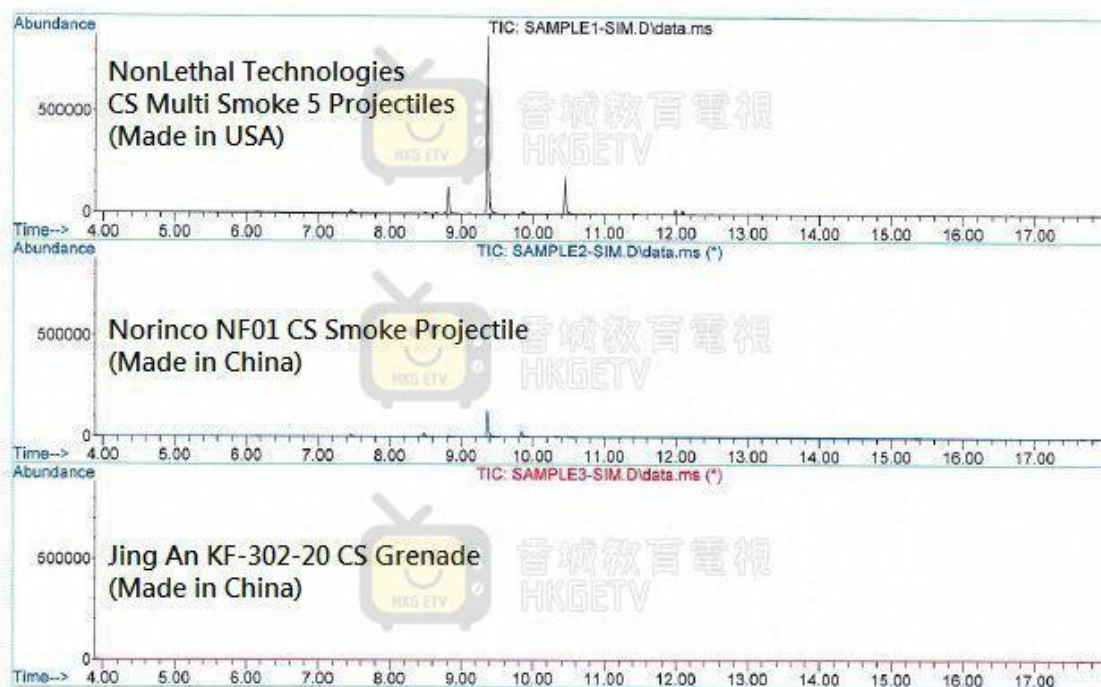 Abundance
TIC: SAMPLE1-SIM.D\data.ms
NonLethal Technologies
CS Multi Smoke 5 Projectiles
(Made in USA)
500000
0
HKG ETV
香城教育電視
HKGETV
Time--> 4.00 5.00 6.00 7.00 8.00 9.00 10.00 11.00 12.00 13.00 14.00 15.00 16.00 17.00
Abundance
TIC: SAMPLE2-SIM.D\data.ms (*)
Norinco NF01 CS Smoke Projectile
(Made in China)
500000
0
HKG ETV
香城教育電視
HKGETV
Time--> 4.00 5.00 6.00 7.00 8.00 9.00 10.00 11.00 12.00 13.00 14.00 15.00 16.00 17.00
Abundance
TIC: SAMPLE3-SIM.D\data.ms (*)
500000
Jing An KF-302-20 CS Grenade
(Made in China)
0
HKG ETV
香城教育電視
HKGETV
Time--> 4.00 5.00 6.00 7.00 8.00 9.00 10.00 11.00 12.00 13.00 14.00 15.00 16.00 17.00